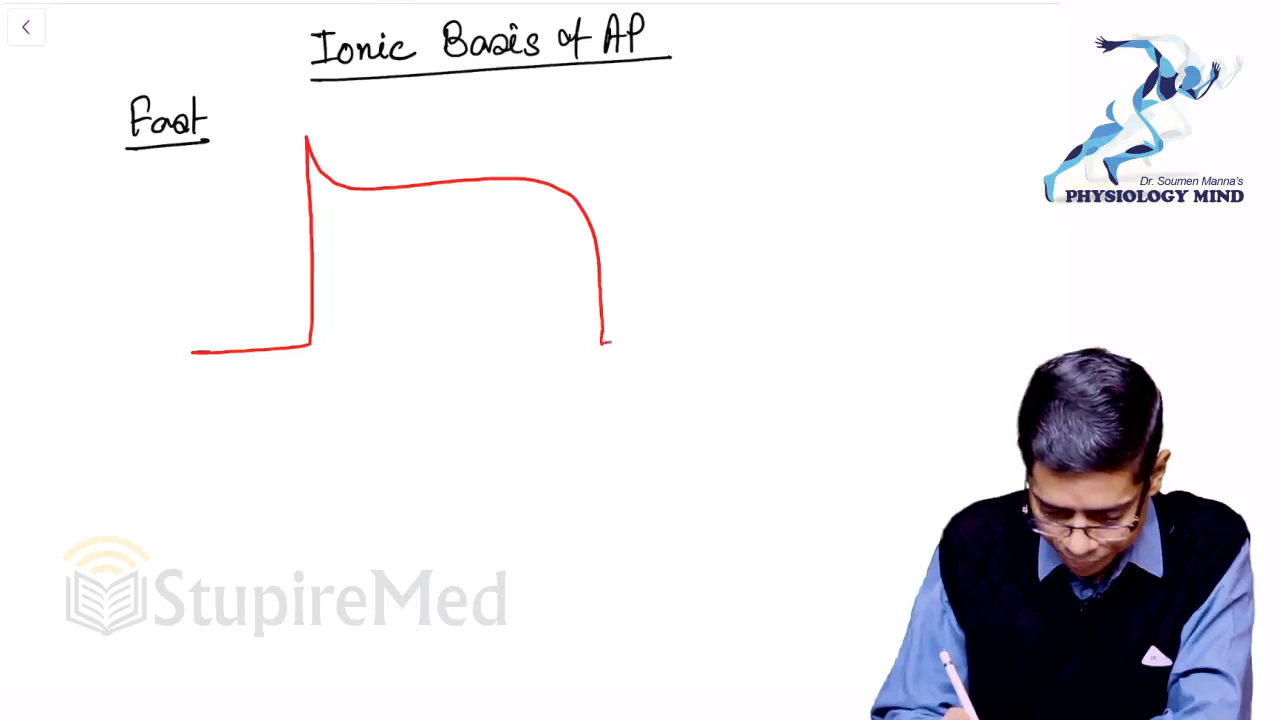 Ionic Basis of AP
Fast
Dr. Soumen Manna's
PHYSIOLOGY MIND
StupireMed